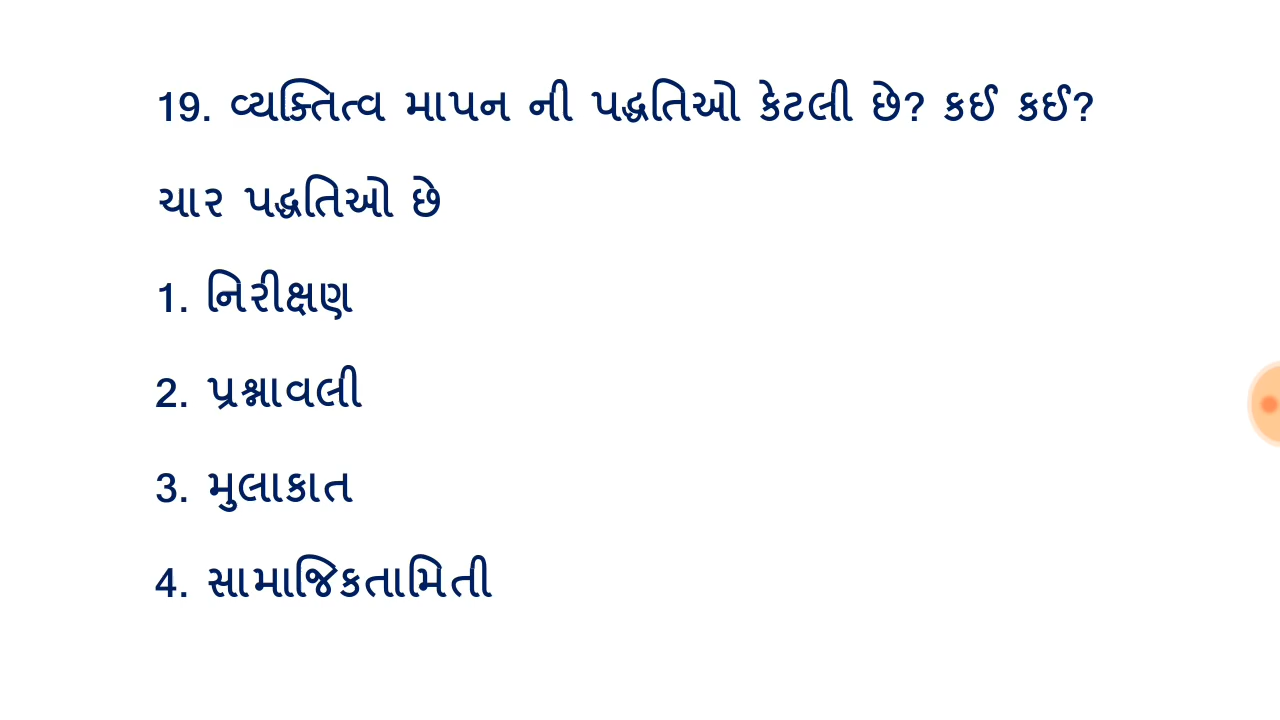 19. વ્યક્તિત્વ માપન ની પદ્ધતિઓ કેટલી છે? કઈ કઈ?
ચાર પદ્ધતિઓ છે
1. નિરીક્ષણ
2. પ્રશ્નાવલી
3. મુલાકાત
4. સામાજિકતામિતી